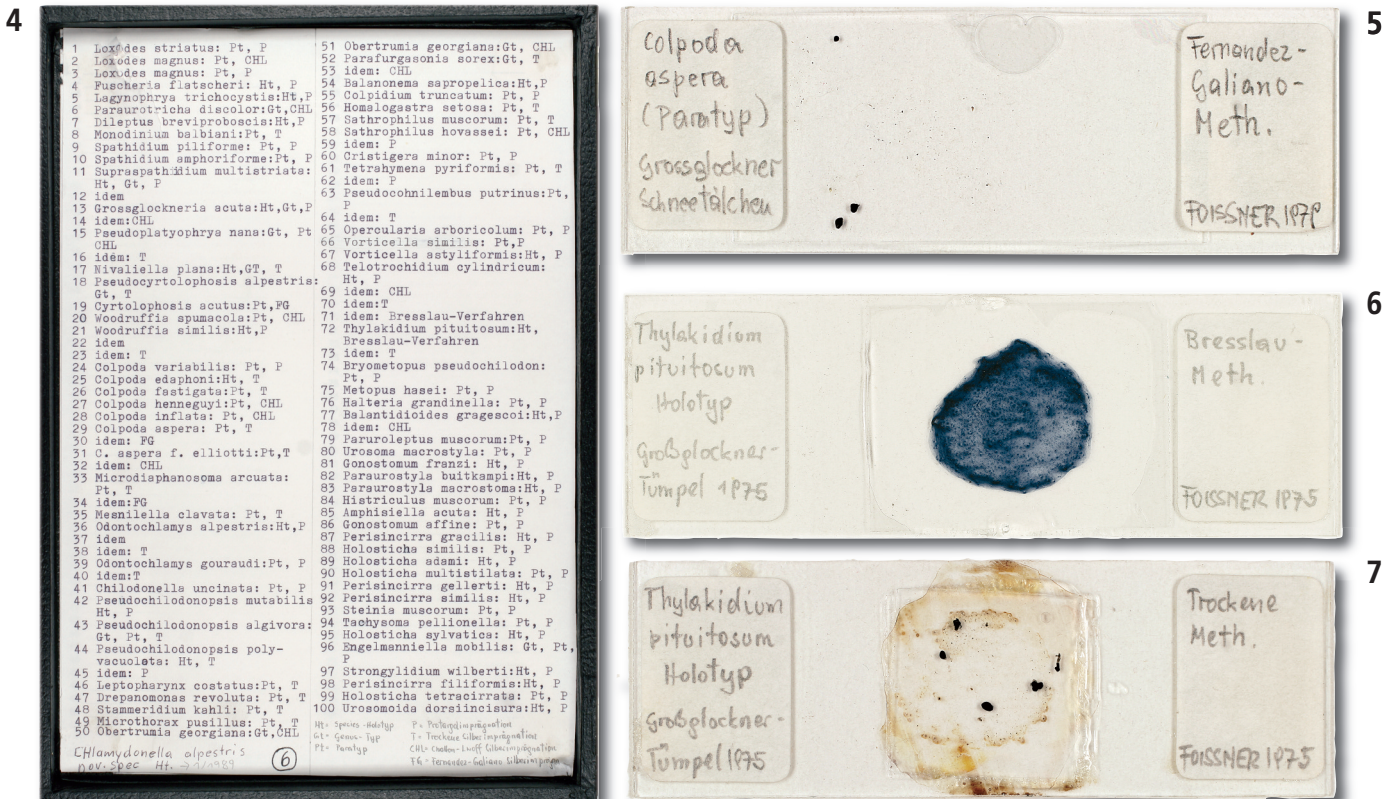 4
1 Loxodes striatus: Pt, P
2 Loxodes magnus: Pt, CHL
3 Loxodes magnus: Pt, P
4 Fuscheria flatscheri: Ht, P
5 Lagynophrya trichocystis:Ht,P
6 Paraurotricha discolor:Gt,CHL
7 Dileptus breviproboscis:Ht,P
8 Monodinium balbiani:Pt, T
9 Spathidium piliforme: Pt, P
10 Spathidium amphoriforme:Pt, P
11 Supraspathidium multistriata:
Ht, Gt, P
12 idem
13 Grossglockneria acuta:Ht,Gt,P
14 idem:CHL
15 Pseudoplatyophrya nana:Gt, Pt
CHL
16 idem: T
17 Nivaliella plana:Ht,GT, T
18 Pseudocyrtolophosis alpestris:
Gt, T
19 Cyrtolophosis acutus:Pt,FG
20 Woodruffia spumacola:Pt, CHL
21 Woodruffia similis:Ht,P
22 idem
23 idem: T
24 Colpoda variabilis: Pt, P
25 Colpoda edaphoni:Ht, T
26 Colpoda fastigata:Pt, T
27 Colpoda henneguyi:Pt, CHL
28 Colpoda inflata: Pt, CHL
29 Colpoda aspera: Pt, T
30 idem: FG
31 C. aspera f. elliotti:Pt,T
32 idem: CHL
33 Microdiaphanosoma arcuata:
Pt, T
34 idem:FG
35 Mesnilella clavata: Pt, T
36 Odontochlamys alpestris:Ht,P
37 idem
38 idem: T
39 Odontochlamys gouraudi:Pt, P
40 idem:T
41 Chilodonella uncinata: Pt, P
42 Pseudochilodonopsis mutabilis
Ht, P
43 Pseudochilodonopsis algivora:
Gt, Pt, T
44 Pseudochilodonopsis poly-
vacuolata: Ht, T
45 idem: P
46 Leptopharynx costatus:Pt, T
47 Drepanomonas revoluta: Pt, T
48 Stammeridium kahli: Pt, T
49 Microthorax pusillus: Pt, T
50 Obertrumia georgiana:Gt,CHL
51 Obertrumia georgiana:Gt, CHL
52 Parafurgasonia sorex:Gt, T
53 idem: CHL
54 Balanonema sapropelica:Ht,P
55 Colpidium truncatum: Pt, P
56 Homalogastra setosa: Pt, T
57 Sathrophilus muscorum: Pt, T
58 Sathrophilus hovassei: Pt, CHL
59 idem: P
60 Cristigera minor: Pt, P
61 Tetrahymena pyriformis: Pt, T
62 idem: P
63 Pseudocohnilembus putrinus:Pt,
P
64 idem: T
65 Opercularia arboricolum: Pt, P
66 Vorticella similis: Pt,P
67 Vorticella astyliformis:Ht, P
68 Telotrochidium cylindricum:
Ht, P
69 idem: CHL
70 idem:T
71 idem: Bresslau-Verfahren
72 Thylakidium pituitosum:Ht,
Bresslau-Verfahren
73 idem: T
74 Bryometopus pseudochilodon:
Pt, P
75 Metopus hasei: Pt, P
76 Halteria grandinella: Pt, P
77 Balantidioides gragescoi:Ht,P
78 idem: CHL
79 Paruroleptus muscorum:Pt, P
80 Urosoma macrostyla: Pt, P
81 Gonostomum franzi: Ht, P
82 Paraurostyla buitkampi:Ht, P
83 Paraurostyla macrostoma:Ht, P
84 Histriculus muscorum: Pt, P
85 Amphisiella acuta: Ht, P
86 Gonostomum affine: Pt, P
87 Perisincirra gracilis: Ht, P
88 Holosticha similis: Pt, P
89 Holosticha adami: Ht, P
90 Holosticha multistilata: Pt, P
91 Perisincirra gellerti: Ht, P
92 Perisincirra similis: Ht, P
93 Steinia muscorum: Pt, P
94 Tachysoma pellionella: Pt, P
95 Holosticha sylvatica: Ht, P
96 Engelmanniella mobilis: Gt, Pt,
P
97 Strongylidium wilberti:Ht, P
98 Perisincirra filiformis:Ht, P
99 Holosticha tetracirrata: Pt, P
100 Urosomoida dorsiincisura:Ht, P
Ht = Species-Holotyp
Gt = Genus-Typ
Pt = Paratyp
P = Protargolimprägnation
T = Trockene Silberimprägnation
CHL = Chatton-Lwoff Silberimprägnation
FG = Fernandez-Galiano Silberimprägn
CHlamydonella alpestris
nov. spec Ht. 1989
6
5
Colpoda
aspera
(Paratyp)
Grossglockner
Schneetälchen
Fernandez-
Galiano-
Meth.
FOISSNER 1979
6
Thylakidium
pituitosum
Holotyp
Großglockner-
Tümpel 1975
Bresslau-
Meth.
FOISSNER 1975
7
Thylakidium
pituitosum
Holotyp
Großglockner-
Tümpel 1975
Trockene
Meth.
FOISSNER 1975